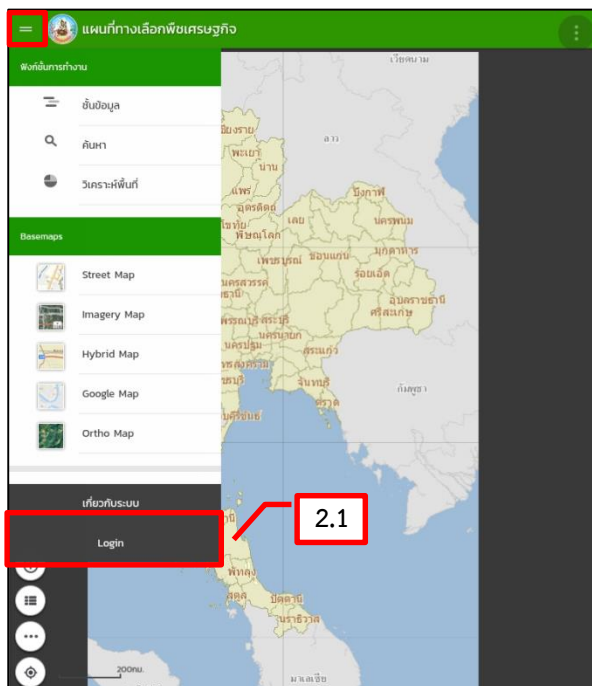 แผนที่ทางเลือกพืชเศรษฐกิจ
ฟังก์ชั่นการทำงาน
ชั้นข้อมูล
ค้นหา
วิเคราะห์พื้นที่
Basemaps
Street Map
Imagery Map
Hybrid Map
Google Map
Ortho Map
เกี่ยวกับระบบ
Login
2.1
เวียดนาม
ลาว
พะเยา
น่าน
แพร่
อุตรดิตถ์
บึงกาฬ
เลย
นครพนม
พิษณุโลก
เพชรบูรณ์
ขอนแก่น
มุกดาหาร
ร้อยเอ็ด
นครสวรรค์
อุบลราชธานี
ศรีสะเกษ
สระบุรี
นครนายก
นครปฐม
สระแก้ว
จันทบุรี
ตราด
กัมพูชา
พัทลุง
สตูล
ปัตตานี
นราธิวาส
มาเลเซีย
200กม.